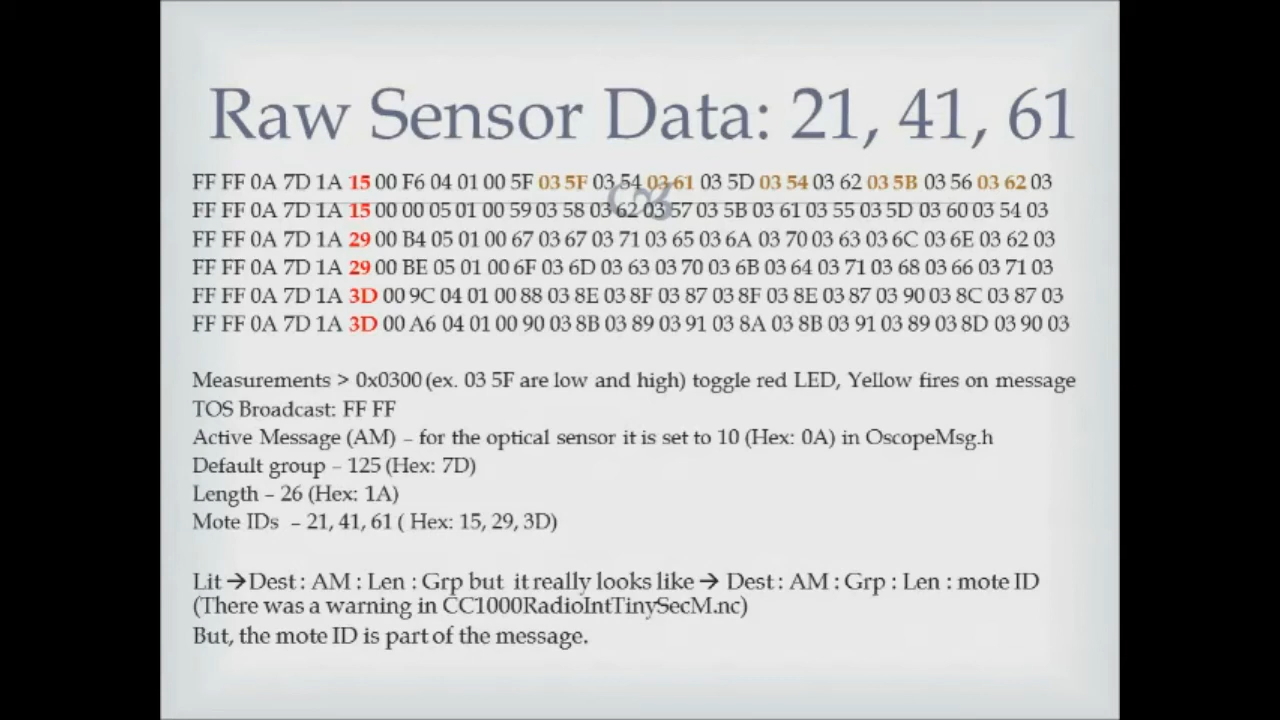 Raw Sensor Data: 21, 41, 61
FF FF 0A 7D 1A 15 00 F6 04 01 00 5F 03 5F 03 54 03 61 03 5D 03 54 03 62 03 5B 03 56 03 62 03
FF FF 0A 7D 1A 15 00 00 05 01 00 59 03 58 03 62 03 57 03 5B 03 61 03 55 03 5D 03 60 03 54 03
FF FF 0A 7D 1A 29 00 B4 05 01 00 67 03 67 03 71 03 65 03 6A 03 70 03 63 03 6C 03 6E 03 62 03
FF FF 0A 7D 1A 29 00 BE 05 01 00 6F 03 6D 03 63 03 70 03 6B 03 64 03 71 03 68 03 66 03 71 03
FF FF 0A 7D 1A 3D 00 9C 04 01 00 88 03 8E 03 8F 03 87 03 8F 03 8E 03 87 03 90 03 8C 03 87 03
FF FF 0A 7D 1A 3D 00 A6 04 01 00 90 03 8B 03 89 03 91 03 8A 03 8B 03 91 03 89 03 8D 03 90 03
Measurements > 0x0300 (ex. 03 5F are low and high) toggle red LED, Yellow fires on message
TOS Broadcast: FF FF
Active Message (AM) – for the optical sensor it is set to 10 (Hex: 0A) in OscopeMsg.h
Default group – 125 (Hex: 7D)
Length – 26 (Hex: 1A)
Mote IDs – 21, 41, 61 ( Hex: 15, 29, 3D)
Lit →Dest : AM : Len : Grp but it really looks like → Dest : AM : Grp : Len : mote ID
(There was a warning in CC1000RadioIntTinySecM.nc)
But, the mote ID is part of the message.